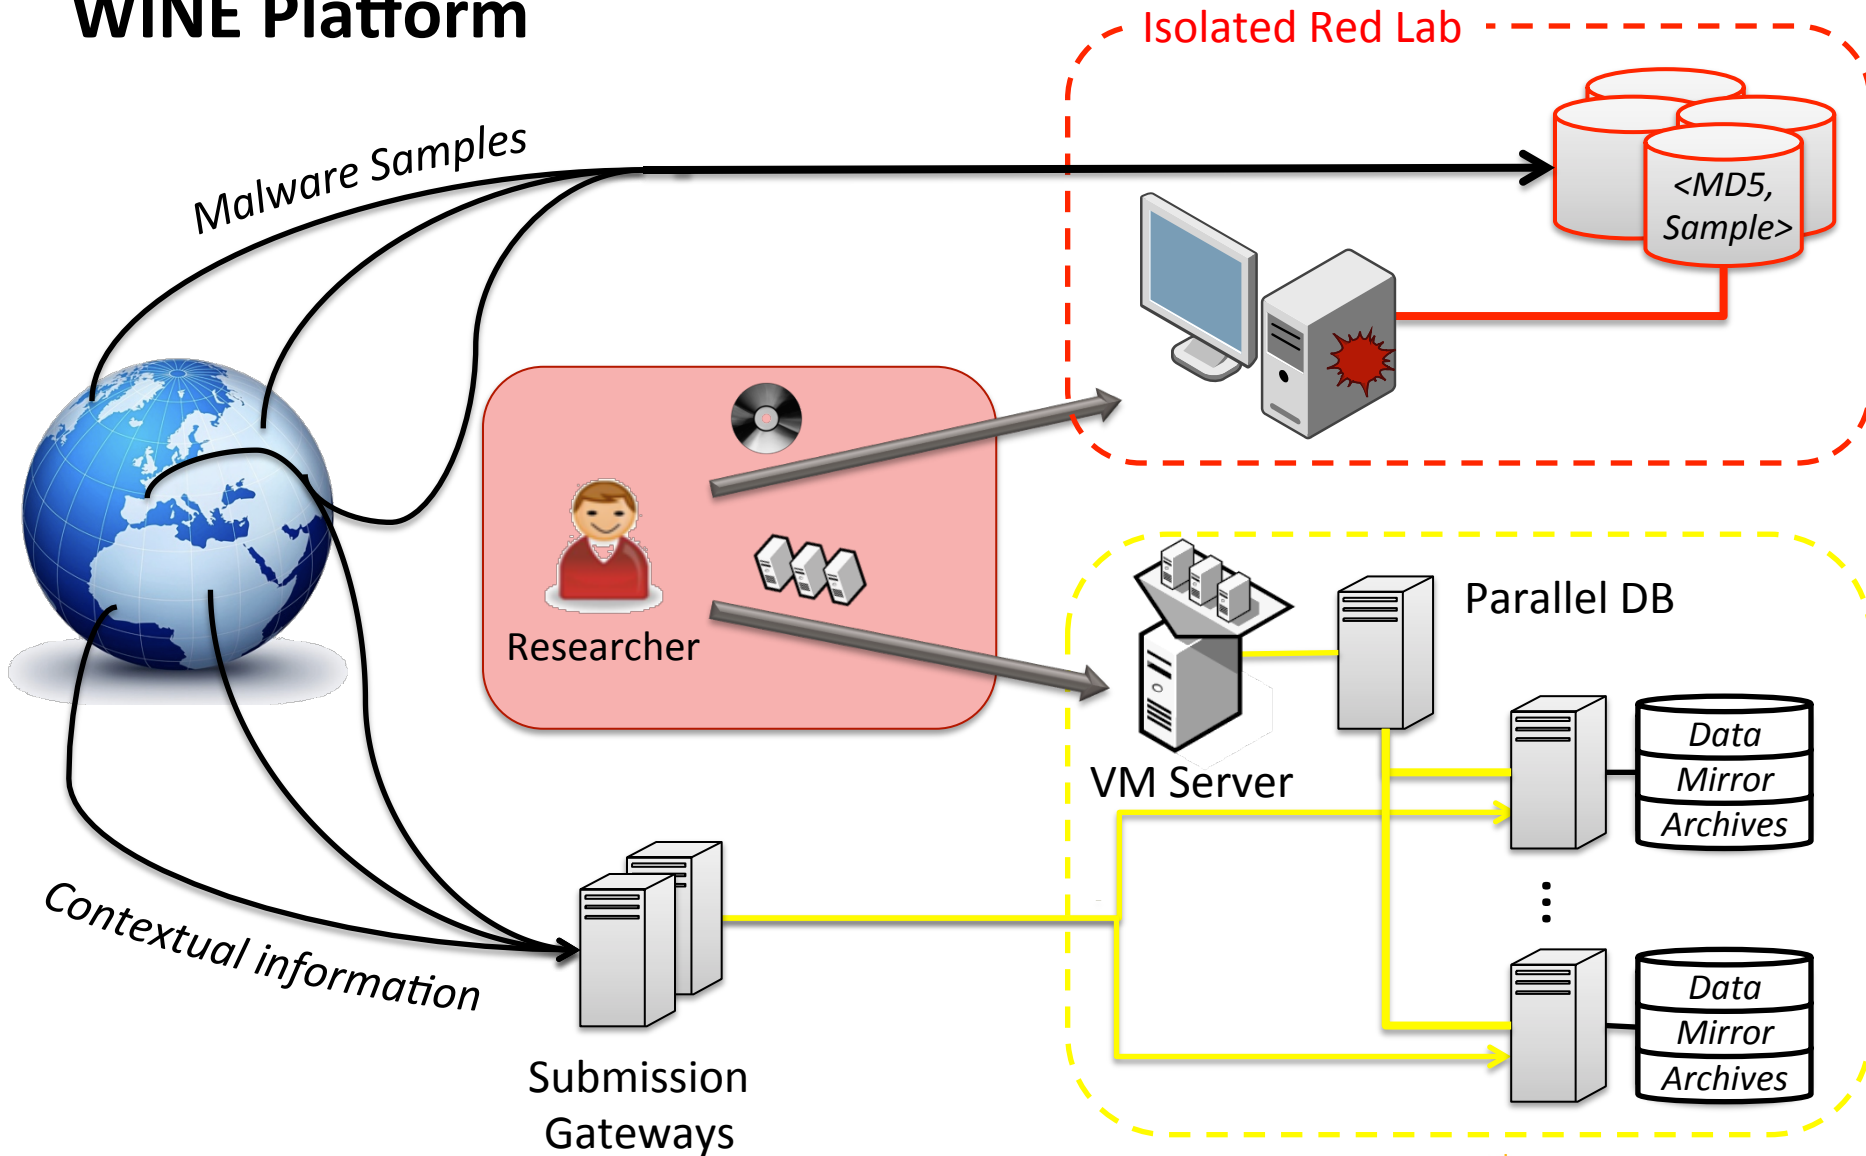 WINE Platform
Isolated Red Lab
Malware Samples
<MD5,
Sample>
Researcher
Parallel DB
VM Server
Data
Mirror
Archives
Contextual information
Data
Mirror
Archives
Submission
Gateways